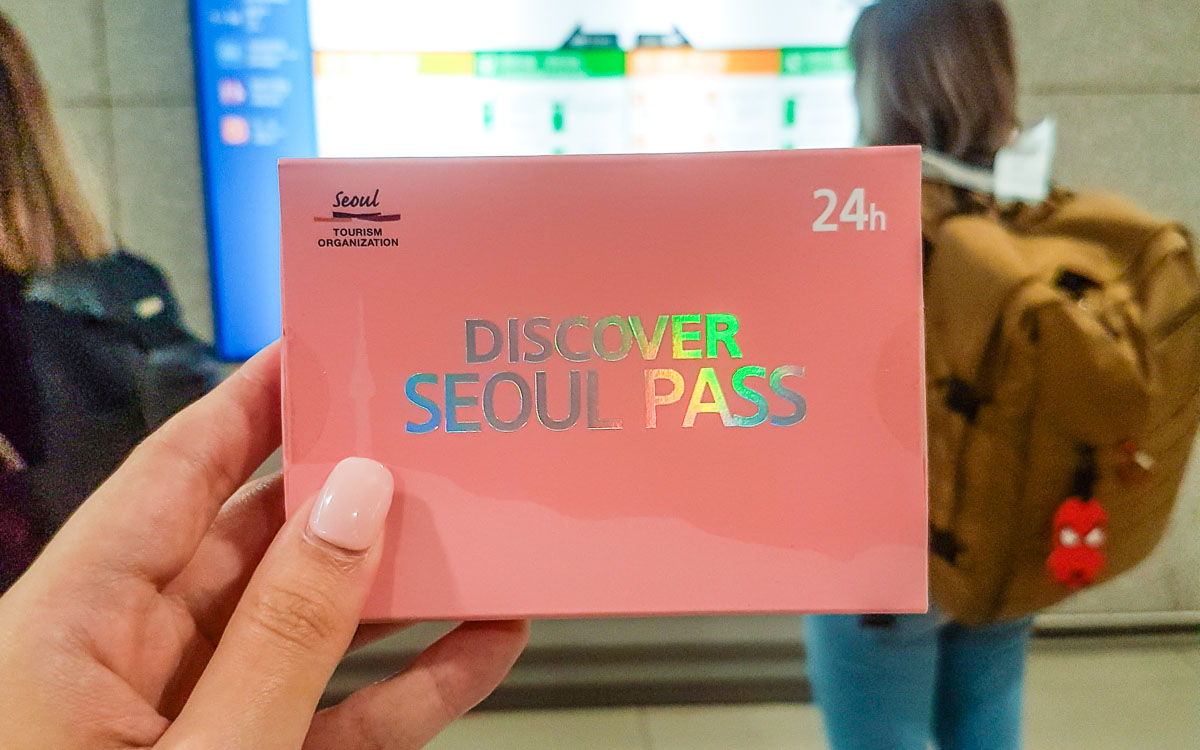 Seoul
TOURISM
ORGANIZATION
24h
DISCOVER
SEOUL PASS